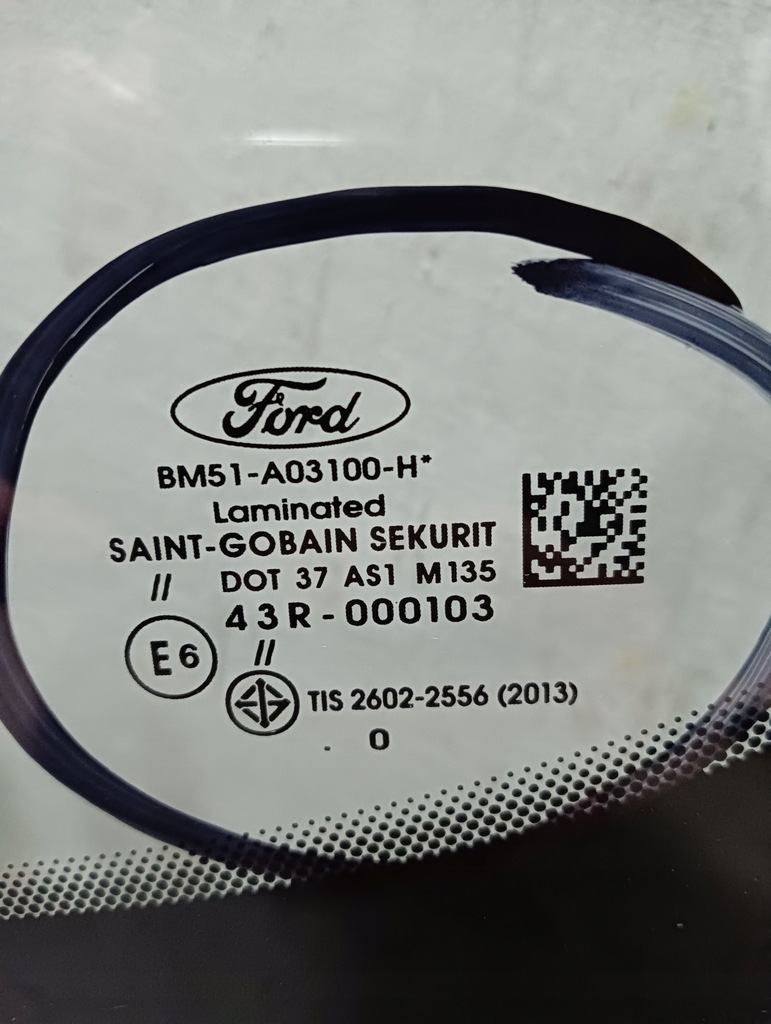 Ford
BM51-A03100-H*
Laminated
SAINT-GOBAIN SEKURIT
// DOT 37 AS1 M135
43R-000103
E6 //
TIS 2602-2556 (2013)
. 0